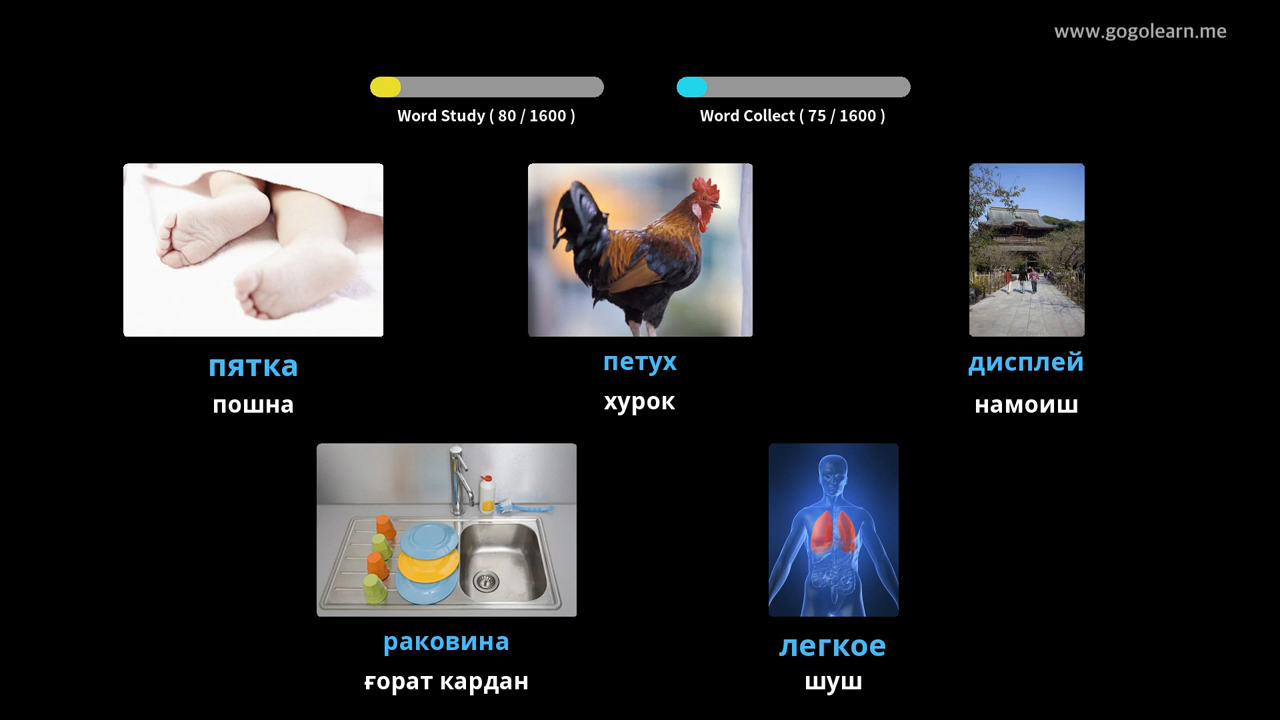 www.gogolearn.me
Word Study ( 80 / 1600 )
Word Collect ( 75 / 1600 )
пятка
пошна
петух
хурок
дисплей
намоиш
раковина
ғорат кардан
легкое
шуш